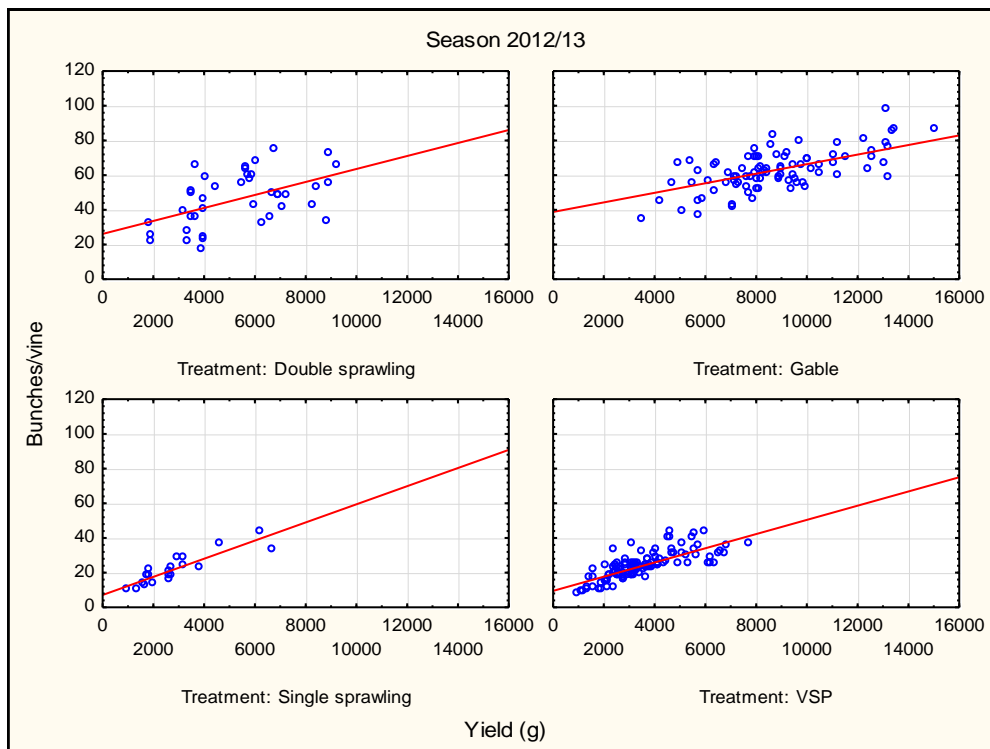 Season 2012/13
Bunches/vine
120
100
80
60
40
20
0
0 4000 8000 12000 16000
2000 6000 10000 14000
Treatment: Double sprawling
0 4000 8000 12000 16000
2000 6000 10000 14000
Treatment: Gable
120
100
80
60
40
20
0
0 4000 8000 12000 16000
2000 6000 10000 14000
Treatment: Single sprawling
0 4000 8000 12000 16000
2000 6000 10000 14000
Treatment: VSP
Yield (g)